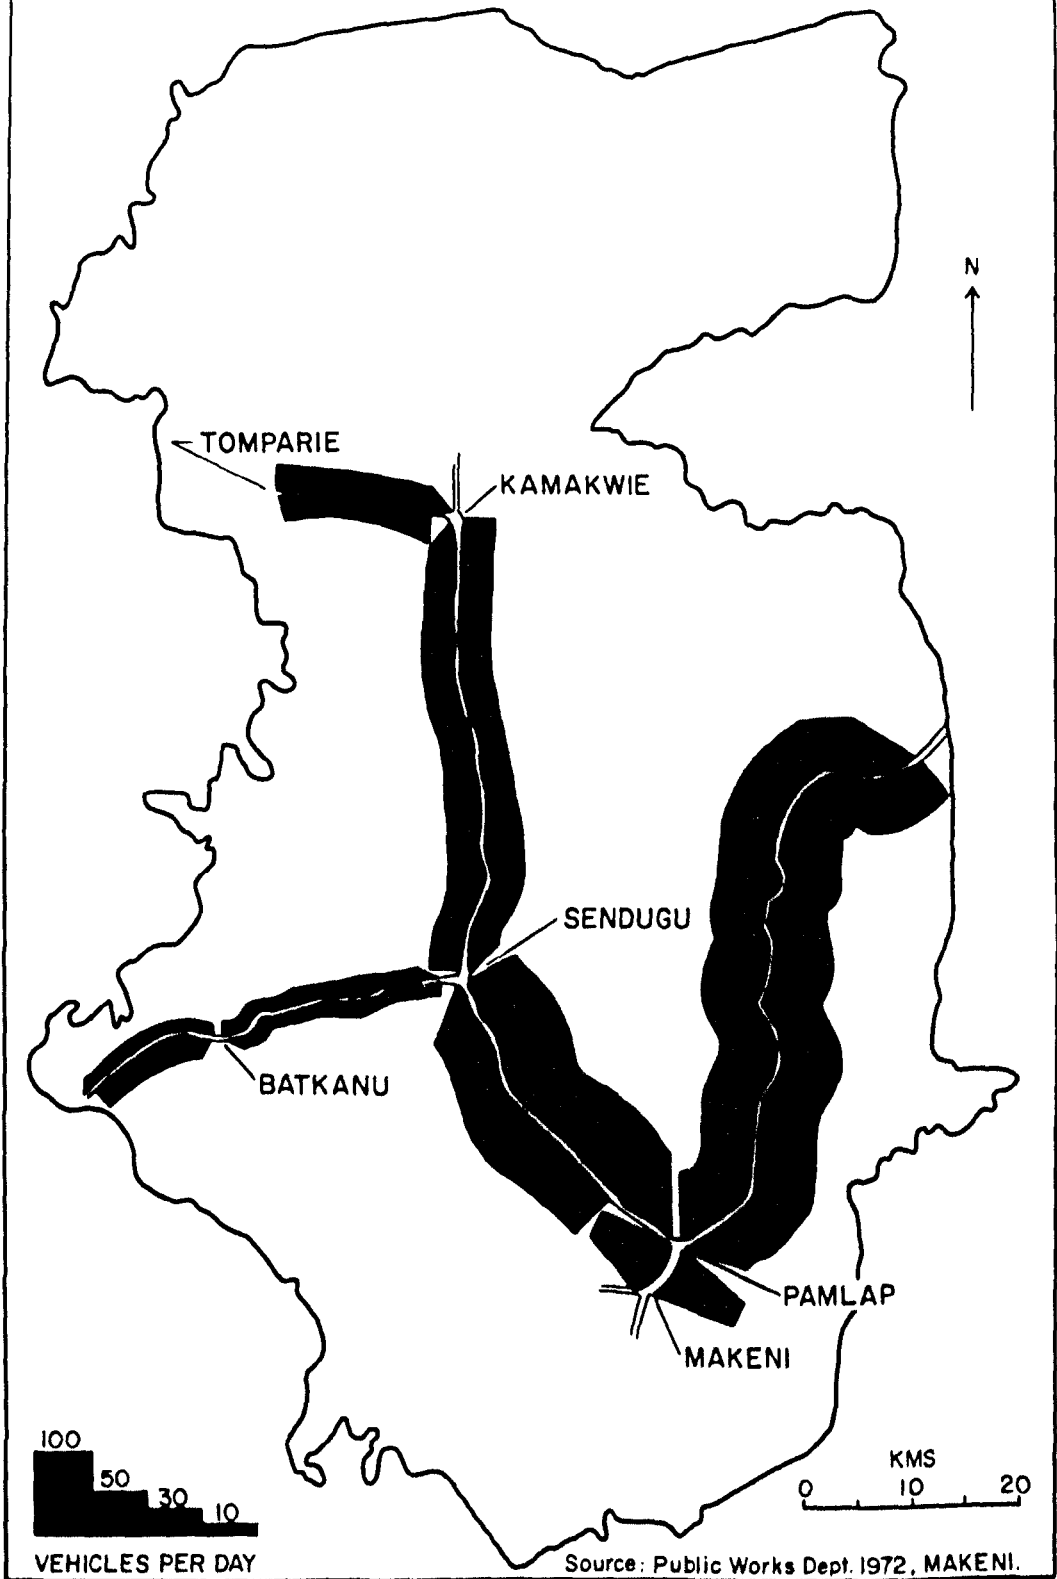 N
TOMPARIE
KAMAKWIE
SENDUGU
BATKANU
PAMLAP
MAKENI
100
50
30
10
VEHICLES PER DAY
KMS
0 10 20
Source: Public Works Dept. 1972, MAKENI.